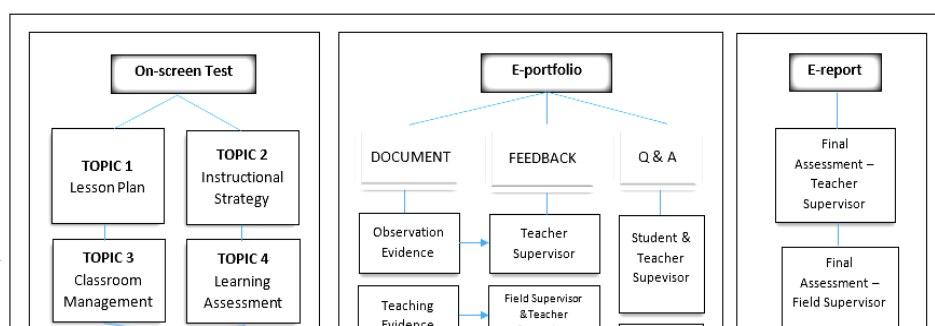 On-screen Test
TOPIC 1
Lesson Plan
TOPIC 2
Instructional
Strategy
TOPIC 3
Classroom
Management
TOPIC 4
Learning
Assessment
E-portfolio
DOCUMENT
FEEDBACK
Q & A
Observation
Evidence
Teacher
Supervisor
Student &
Teacher
Supevisor
Teaching
Evidence
Field Supervisor
&Teacher
E-report
Final
Assessment –
Teacher
Supervisor
Final
Assessment –
Field Supervisor